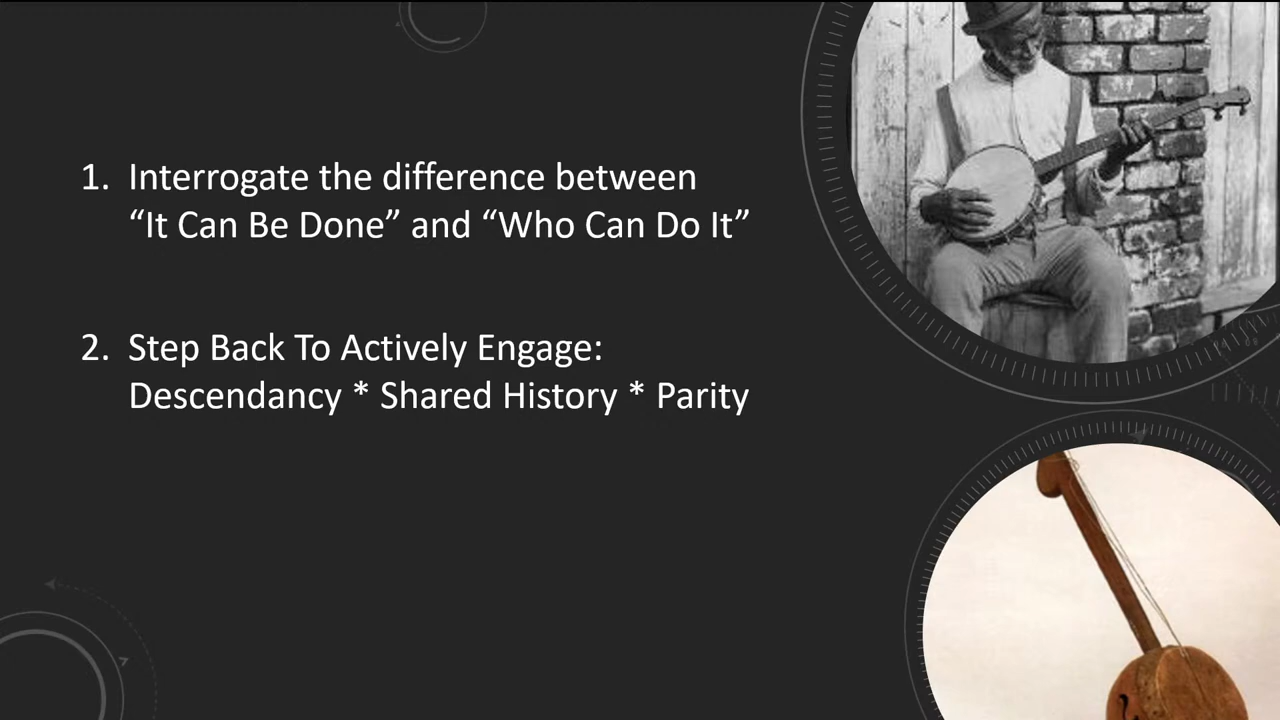 1. Interrogate the difference between
“It Can Be Done” and “Who Can Do It”
2. Step Back To Actively Engage:
Descendancy * Shared History * Parity